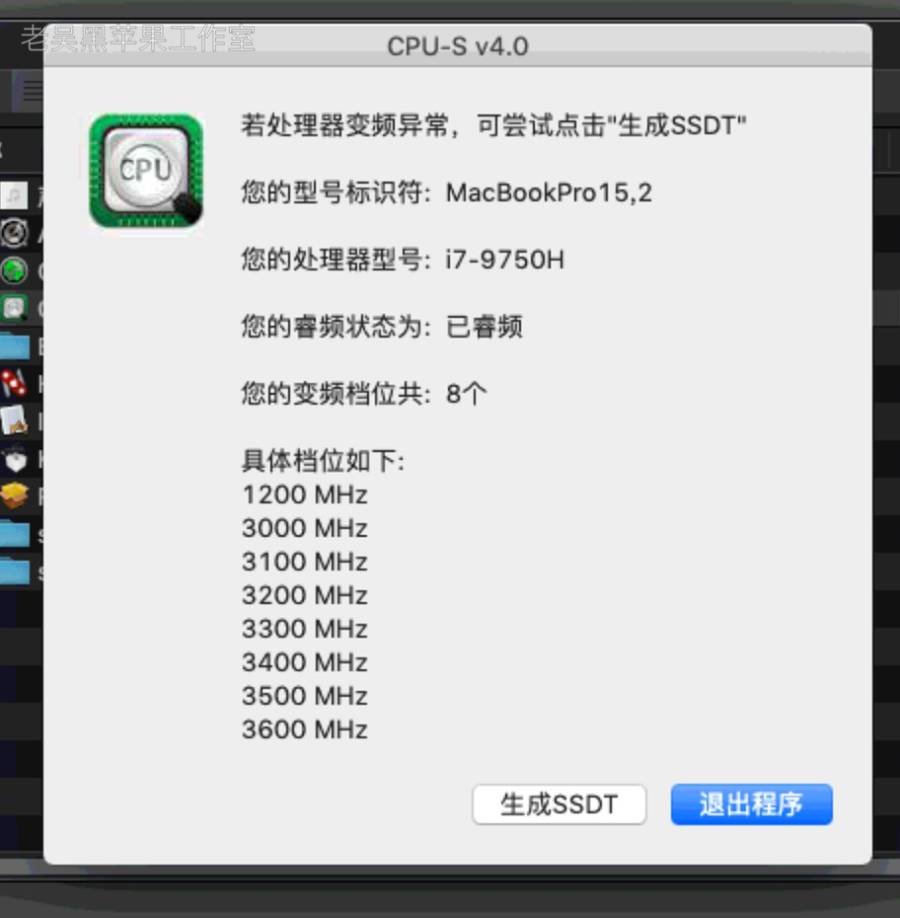 老吴黑苹果工作室
CPU-S v4.0
CPU
若处理器变频异常，可尝试点击"生成SSDT"
您的型号标识符: MacBookPro15,2
您的处理器型号: i7-9750H
您的睿频状态为: 已睿频
您的变频档位共: 8个
具体档位如下:
1200 MHz
3000 MHz
3100 MHz
3200 MHz
3300 MHz
3400 MHz
3500 MHz
3600 MHz
生成SSDT
退出程序